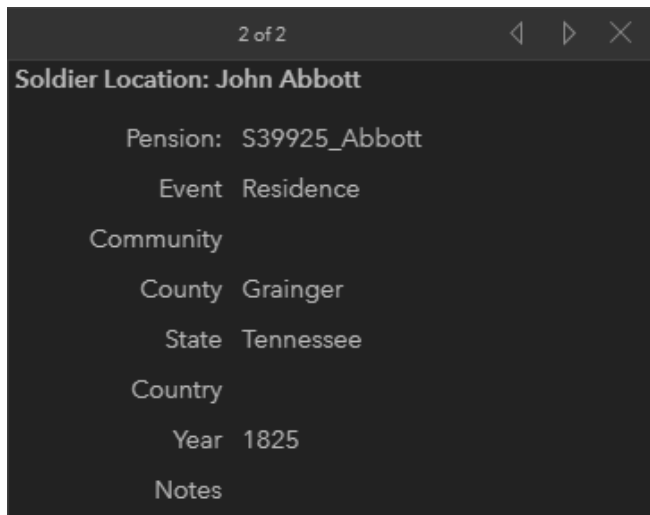 2 of 2
Soldier Location: John Abbott
Pension: S39925_Abbott
Event Residence
Community
County Grainger
State Tennessee
Country
Year 1825
Notes